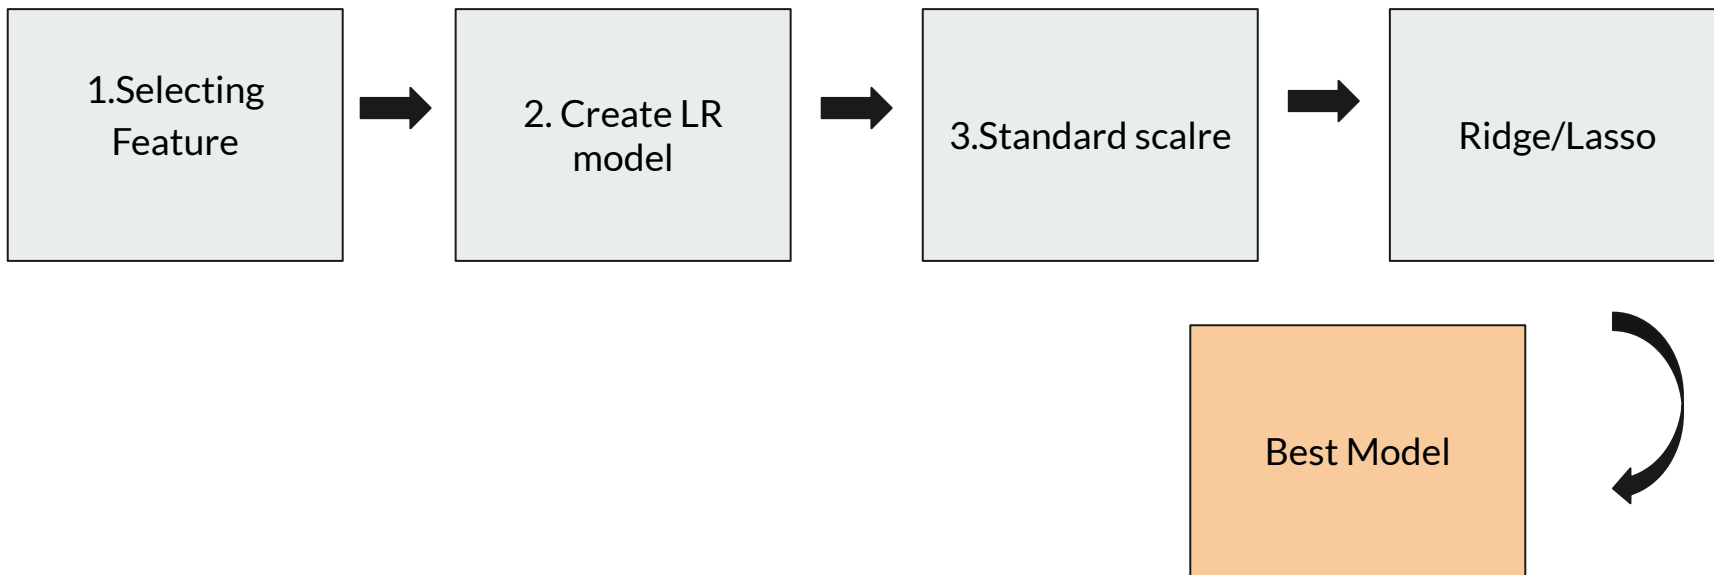 1.Selecting
Feature
2. Create LR
model
3.Standard scalre
Ridge/Lasso
Best Model